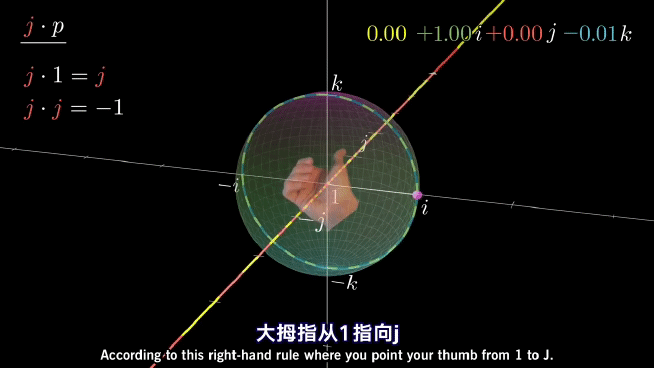 j · p
j · 1 = j
j · j = −1
0.00 +1.00i +0.00j −0.01k
k
j
−i
1
i
−j
−k
大拇指从1指向j
According to this right-hand rule where you point your thumb from 1 to J.